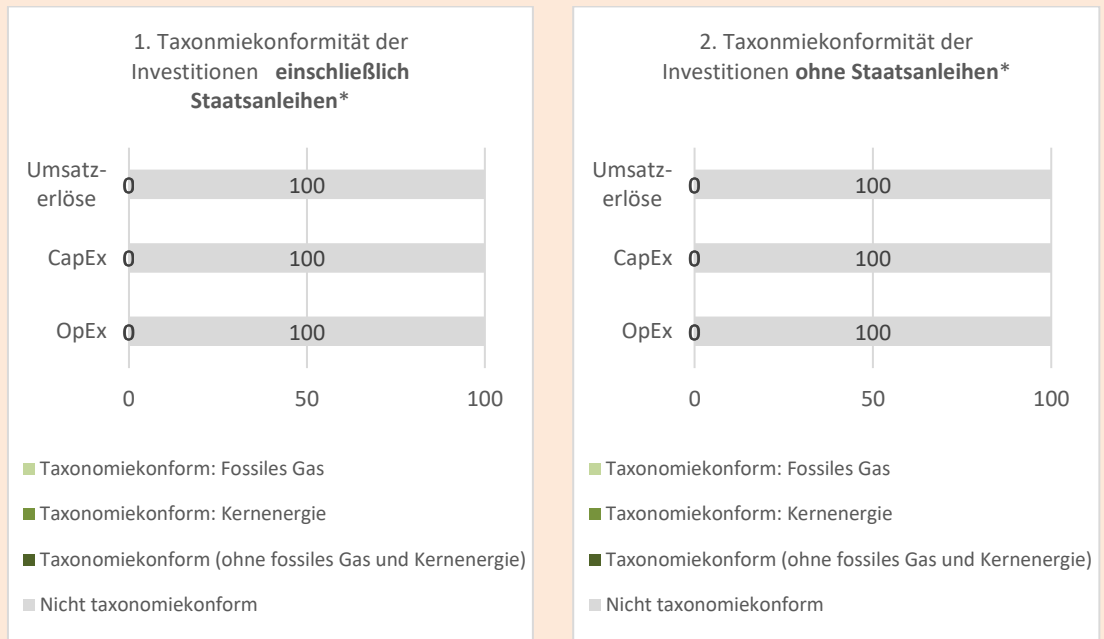 1. Taxonmiekonformität der
Investitionen einschließlich
Staatsanleihen*
Umsatz-
erlöse
0 100
CapEx 0 100
OpEx 0 100
0 50 100
Taxonomiekonform: Fossiles Gas
Taxonomiekonform: Kernenergie
Taxonomiekonform (ohne fossiles Gas und Kernenergie)
Nicht taxonomiekonform
2. Taxonmiekonformität der
Investitionen ohne Staatsanleihen*
Umsatz-
erlöse
0 100
CapEx 0 100
OpEx 0 100
0 50 100
Taxonomiekonform: Fossiles Gas
Taxonomiekonform: Kernenergie
Taxonomiekonform (ohne fossiles Gas und Kernenergie)
Nicht taxonomiekonform